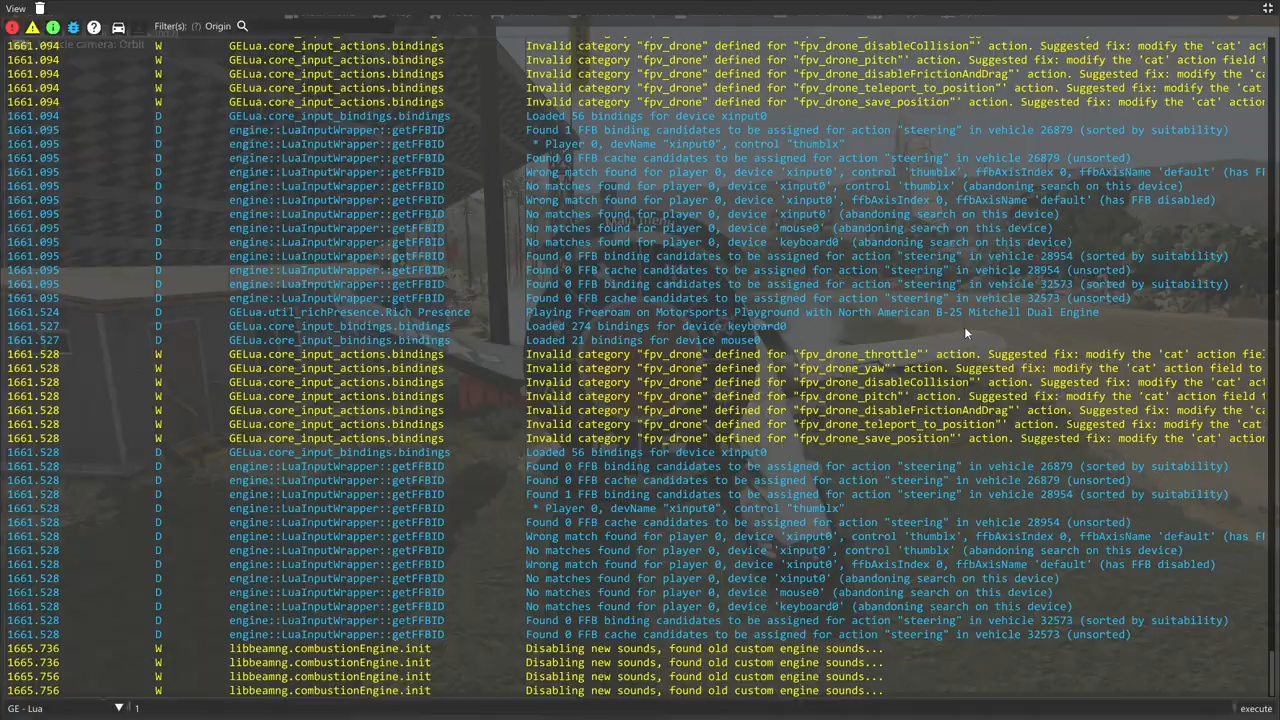 View
Filter(s): (?) Origin
1661.094 W GELua.core_input_actions.bindings Invalid category "fpv_drone" defined for "fpv_drone_disableCollision"' action. Suggested fix: modify the 'cat' act
1661.094 W GELua.core_input_actions.bindings Invalid category "fpv_drone" defined for "fpv_drone_pitch"' action. Suggested fix: modify the 'cat' action field t
1661.094 W GELua.core_input_actions.bindings Invalid category "fpv_drone" defined for "fpv_drone_disableFrictionAndDrag"' action. Suggested fix: modify the 'ca
1661.094 W GELua.core_input_actions.bindings Invalid category "fpv_drone" defined for "fpv_drone_teleport_to_position"' action. Suggested fix: modify the 'cat'
1661.094 W GELua.core_input_actions.bindings Invalid category "fpv_drone" defined for "fpv_drone_save_position"' action. Suggested fix: modify the 'cat' action
1661.094 D GELua.core_input_bindings.bindings Loaded 56 bindings for device xinput0
1661.095 D engine::LuaInputWrapper::getFFBID Found 1 FFB binding candidates to be assigned for action "steering" in vehicle 26879 (sorted by suitability)
1661.095 D engine::LuaInputWrapper::getFFBID * Player 0, devName "xinput0", control "thumblx"
1661.095 D engine::LuaInputWrapper::getFFBID Found 0 FFB cache candidates to be assigned for action "steering" in vehicle 26879 (unsorted)
1661.095 D engine::LuaInputWrapper::getFFBID Wrong match found for player 0, device 'xinput0', control 'thumblx', ffbAxisIndex 0, ffbAxisName 'default' (has FF
1661.095 D engine::LuaInputWrapper::getFFBID No matches found for player 0, device 'xinput0', control 'thumblx' (abandoning search on this device)
1661.095 D engine::LuaInputWrapper::getFFBID Wrong match found for player 0, device 'xinput0', ffbAxisIndex 0, ffbAxisName 'default' (has FFB disabled)
1661.095 D engine::LuaInputWrapper::getFFBID No matches found for player 0, device 'xinput0' (abandoning search on this device)
1661.095 D engine::LuaInputWrapper::getFFBID No matches found for player 0, device 'mouse0' (abandoning search on this device)
1661.095 D engine::LuaInputWrapper::getFFBID No matches found for player 0, device 'keyboard0' (abandoning search on this device)
1661.095 D engine::LuaInputWrapper::getFFBID Found 0 FFB binding candidates to be assigned for action "steering" in vehicle 28954 (sorted by suitability)
1661.095 D engine::LuaInputWrapper::getFFBID Found 0 FFB cache candidates to be assigned for action "steering" in vehicle 28954 (unsorted)
1661.095 D engine::LuaInputWrapper::getFFBID Found 0 FFB binding candidates to be assigned for action "steering" in vehicle 32573 (sorted by suitability)
1661.095 D engine::LuaInputWrapper::getFFBID Found 0 FFB cache candidates to be assigned for action "steering" in vehicle 32573 (unsorted)
1661.524 D GELua.util_richPresence.Rich Presence Playing Freeroam on Motorsports Playground with North American B-25 Mitchell Dual Engine
1661.527 D GELua.core_input_bindings.bindings Loaded 274 bindings for device keyboard0
1661.527 D GELua.core_input_bindings.bindings Loaded 21 bindings for device mouse0
1661.528 W GELua.core_input_actions.bindings Invalid category "fpv_drone" defined for "fpv_drone_throttle"' action. Suggested fix: modify the 'cat' action fie
1661.528 W GELua.core_input_actions.bindings Invalid category "fpv_drone" defined for "fpv_drone_yaw"' action. Suggested fix: modify the 'cat' action field to
1661.528 W GELua.core_input_actions.bindings Invalid category "fpv_drone" defined for "fpv_drone_disableCollision"' action. Suggested fix: modify the 'cat' act
1661.528 W GELua.core_input_actions.bindings Invalid category "fpv_drone" defined for "fpv_drone_pitch"' action. Suggested fix: modify the 'cat' action field t
1661.528 W GELua.core_input_actions.bindings Invalid category "fpv_drone" defined for "fpv_drone_disableFrictionAndDrag"' action. Suggested fix: modify the 'ca
1661.528 W GELua.core_input_actions.bindings Invalid category "fpv_drone" defined for "fpv_drone_teleport_to_position"' action. Suggested fix: modify the 'cat'
1661.528 W GELua.core_input_actions.bindings Invalid category "fpv_drone" defined for "fpv_drone_save_position"' action. Suggested fix: modify the 'cat' action
1661.528 D GELua.core_input_bindings.bindings Loaded 56 bindings for device xinput0
1661.528 D engine::LuaInputWrapper::getFFBID Found 0 FFB binding candidates to be assigned for action "steering" in vehicle 26879 (sorted by suitability)
1661.528 D engine::LuaInputWrapper::getFFBID Found 0 FFB cache candidates to be assigned for action "steering" in vehicle 26879 (unsorted)
1661.528 D engine::LuaInputWrapper::getFFBID Found 1 FFB binding candidates to be assigned for action "steering" in vehicle 28954 (sorted by suitability)
1661.528 D engine::LuaInputWrapper::getFFBID * Player 0, devName "xinput0", control "thumblx"
1661.528 D engine::LuaInputWrapper::getFFBID Found 0 FFB cache candidates to be assigned for action "steering" in vehicle 28954 (unsorted)
1661.528 D engine::LuaInputWrapper::getFFBID Wrong match found for player 0, device 'xinput0', control 'thumblx', ffbAxisIndex 0, ffbAxisName 'default' (has FF
1661.528 D engine::LuaInputWrapper::getFFBID No matches found for player 0, device 'xinput0', control 'thumblx' (abandoning search on this device)
1661.528 D engine::LuaInputWrapper::getFFBID Wrong match found for player 0, device 'xinput0', ffbAxisIndex 0, ffbAxisName 'default' (has FFB disabled)
1661.528 D engine::LuaInputWrapper::getFFBID No matches found for player 0, device 'xinput0' (abandoning search on this device)
1661.528 D engine::LuaInputWrapper::getFFBID No matches found for player 0, device 'mouse0' (abandoning search on this device)
1661.528 D engine::LuaInputWrapper::getFFBID No matches found for player 0, device 'keyboard0' (abandoning search on this device)
1661.528 D engine::LuaInputWrapper::getFFBID Found 0 FFB binding candidates to be assigned for action "steering" in vehicle 32573 (sorted by suitability)
1661.528 D engine::LuaInputWrapper::getFFBID Found 0 FFB cache candidates to be assigned for action "steering" in vehicle 32573 (unsorted)
1665.736 W libbeamng.combustionEngine.init Disabling new sounds, found old custom engine sounds...
1665.736 W libbeamng.combustionEngine.init Disabling new sounds, found old custom engine sounds...
1665.756 W libbeamng.combustionEngine.init Disabling new sounds, found old custom engine sounds...
1665.756 W libbeamng.combustionEngine.init Disabling new sounds, found old custom engine sounds...
GE - Lua 1 execute